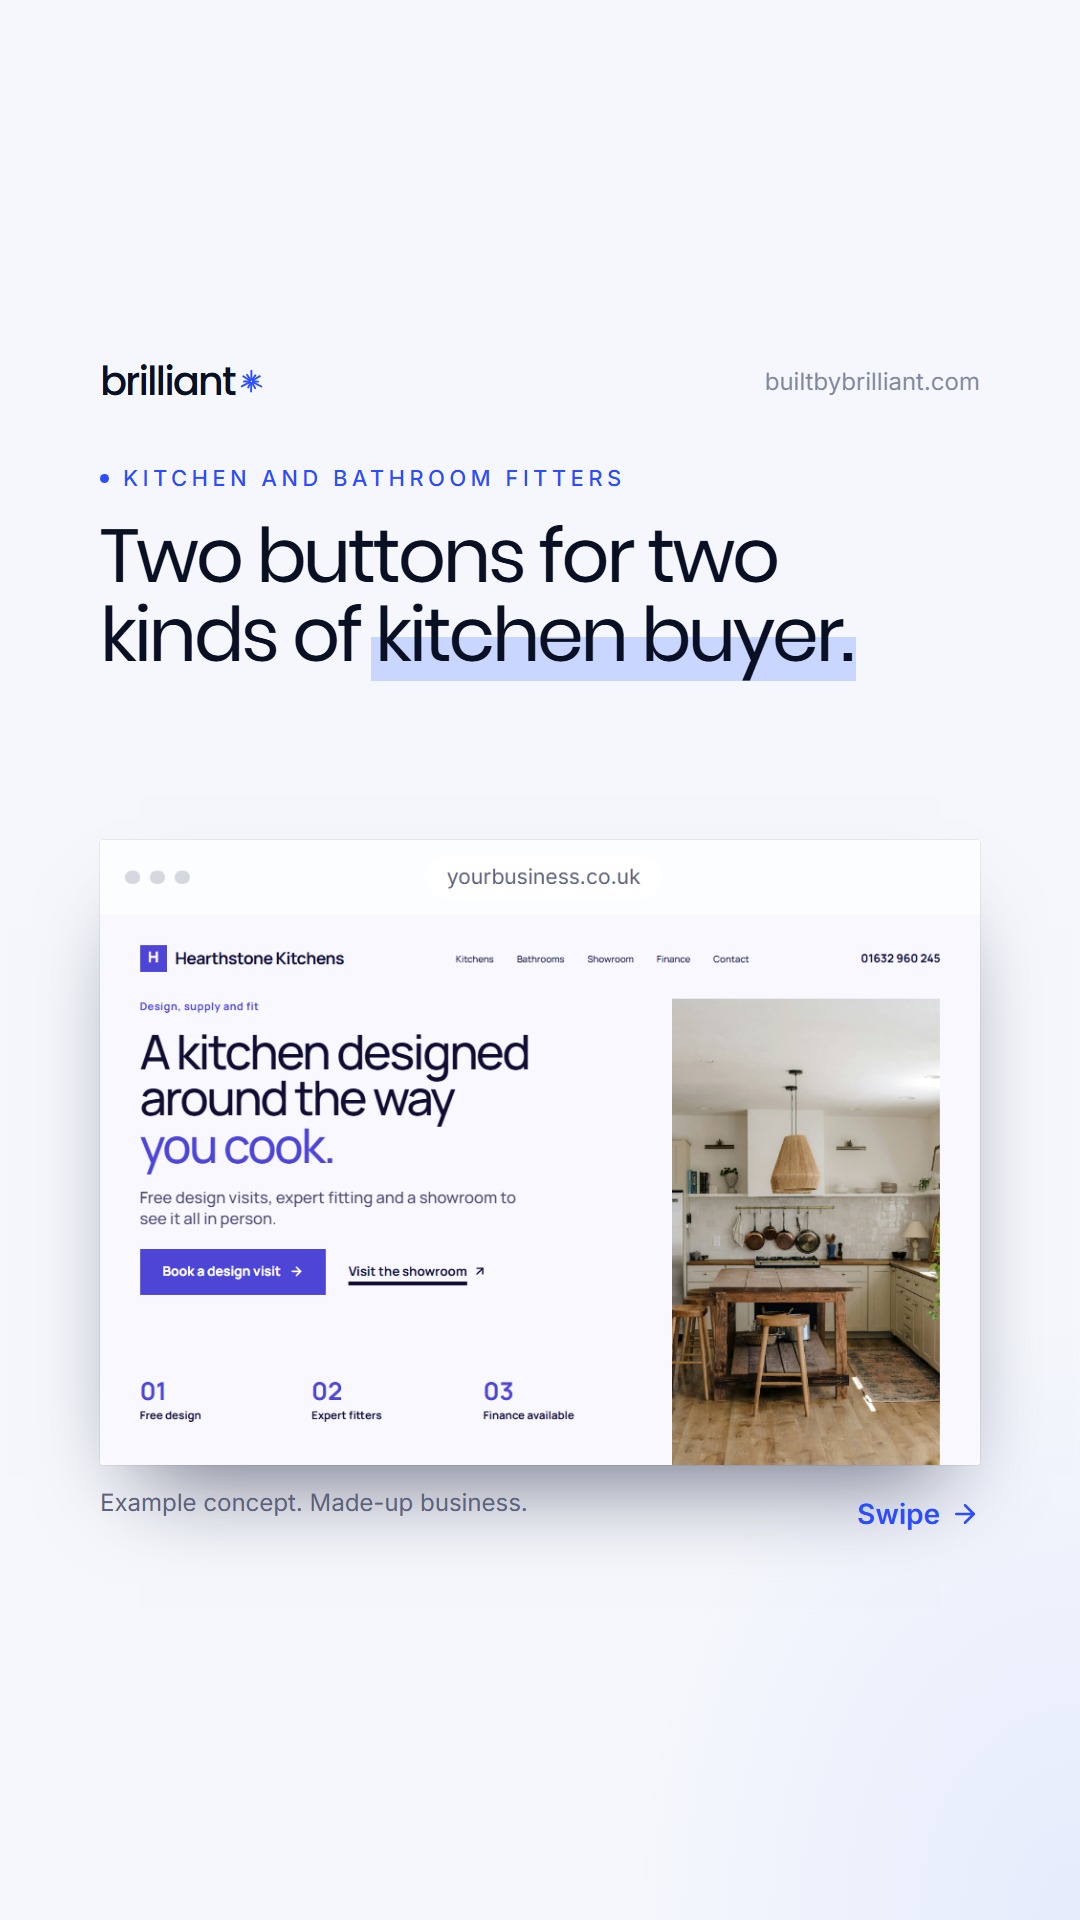 brilliant
builtbybrilliant.com
KITCHEN AND BATHROOM FITTERS
Two buttons for two
kinds of kitchen buyer.
yourbusiness.co.uk
H Hearthstone Kitchens
Kitchens Bathrooms Showroom Finance Contact
01632 960 245
Design, supply and fit
A kitchen designed
around the way
you cook.
Free design visits, expert fitting and a showroom to
see it all in person.
Book a design visit →
Visit the showroom ↗
01 02 03
Free design Expert fitters Finance available
Example concept. Made-up business.
Swipe →